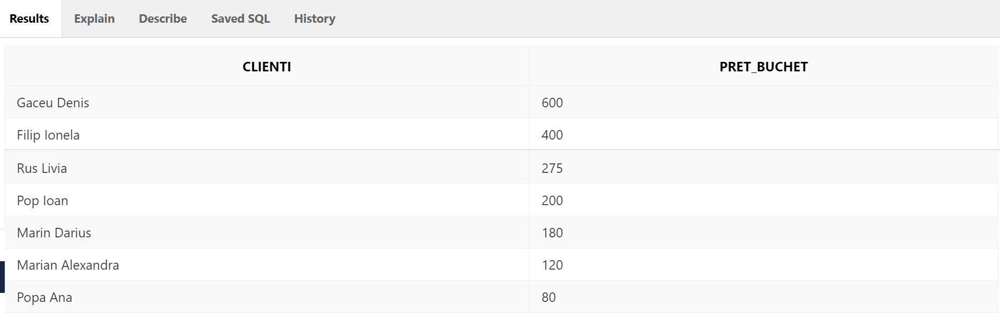 Results Explain Describe Saved SQL History
CLIENTI PRET_BUCHET
Gaceu Denis 600
Filip Ionela 400
Rus Livia 275
Pop Ioan 200
Marin Darius 180
Marian Alexandra 120
Popa Ana 80